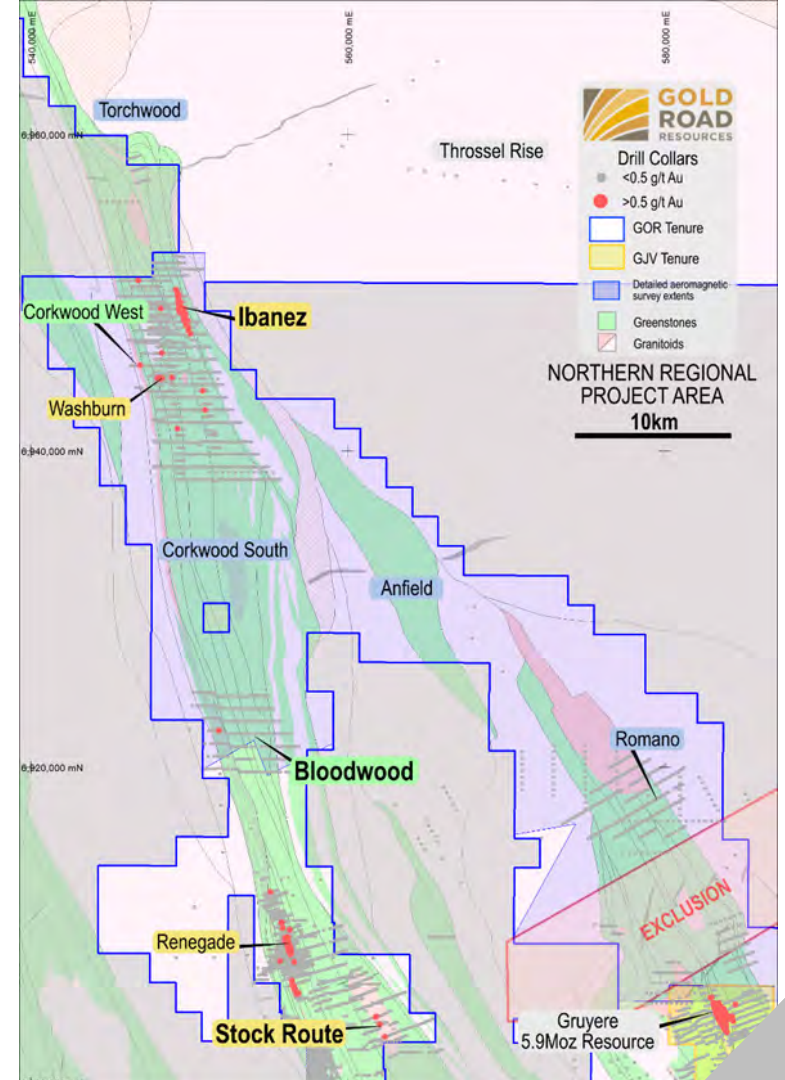 540,000 mE
560,000 mE
580,000 mE
Torchwood
6,960,000 mN
Throssel Rise
GOLD
ROAD
RESOURCES
Drill Collars
<0.5 g/t Au
>0.5 g/t Au
GOR Tenure
GJV Tenure
Detailed aeromagnetic
survey extents
Greenstones
Granitoids
NORTHERN REGIONAL
PROJECT AREA
10km
Corkwood West
Ibanez
Washburn
6,940,000 mN
Corkwood South
Anfield
Romano
6,920,000 mN
Bloodwood
EXCLUSION
Renegade
Stock Route
Gruyere
5.9Moz Resource